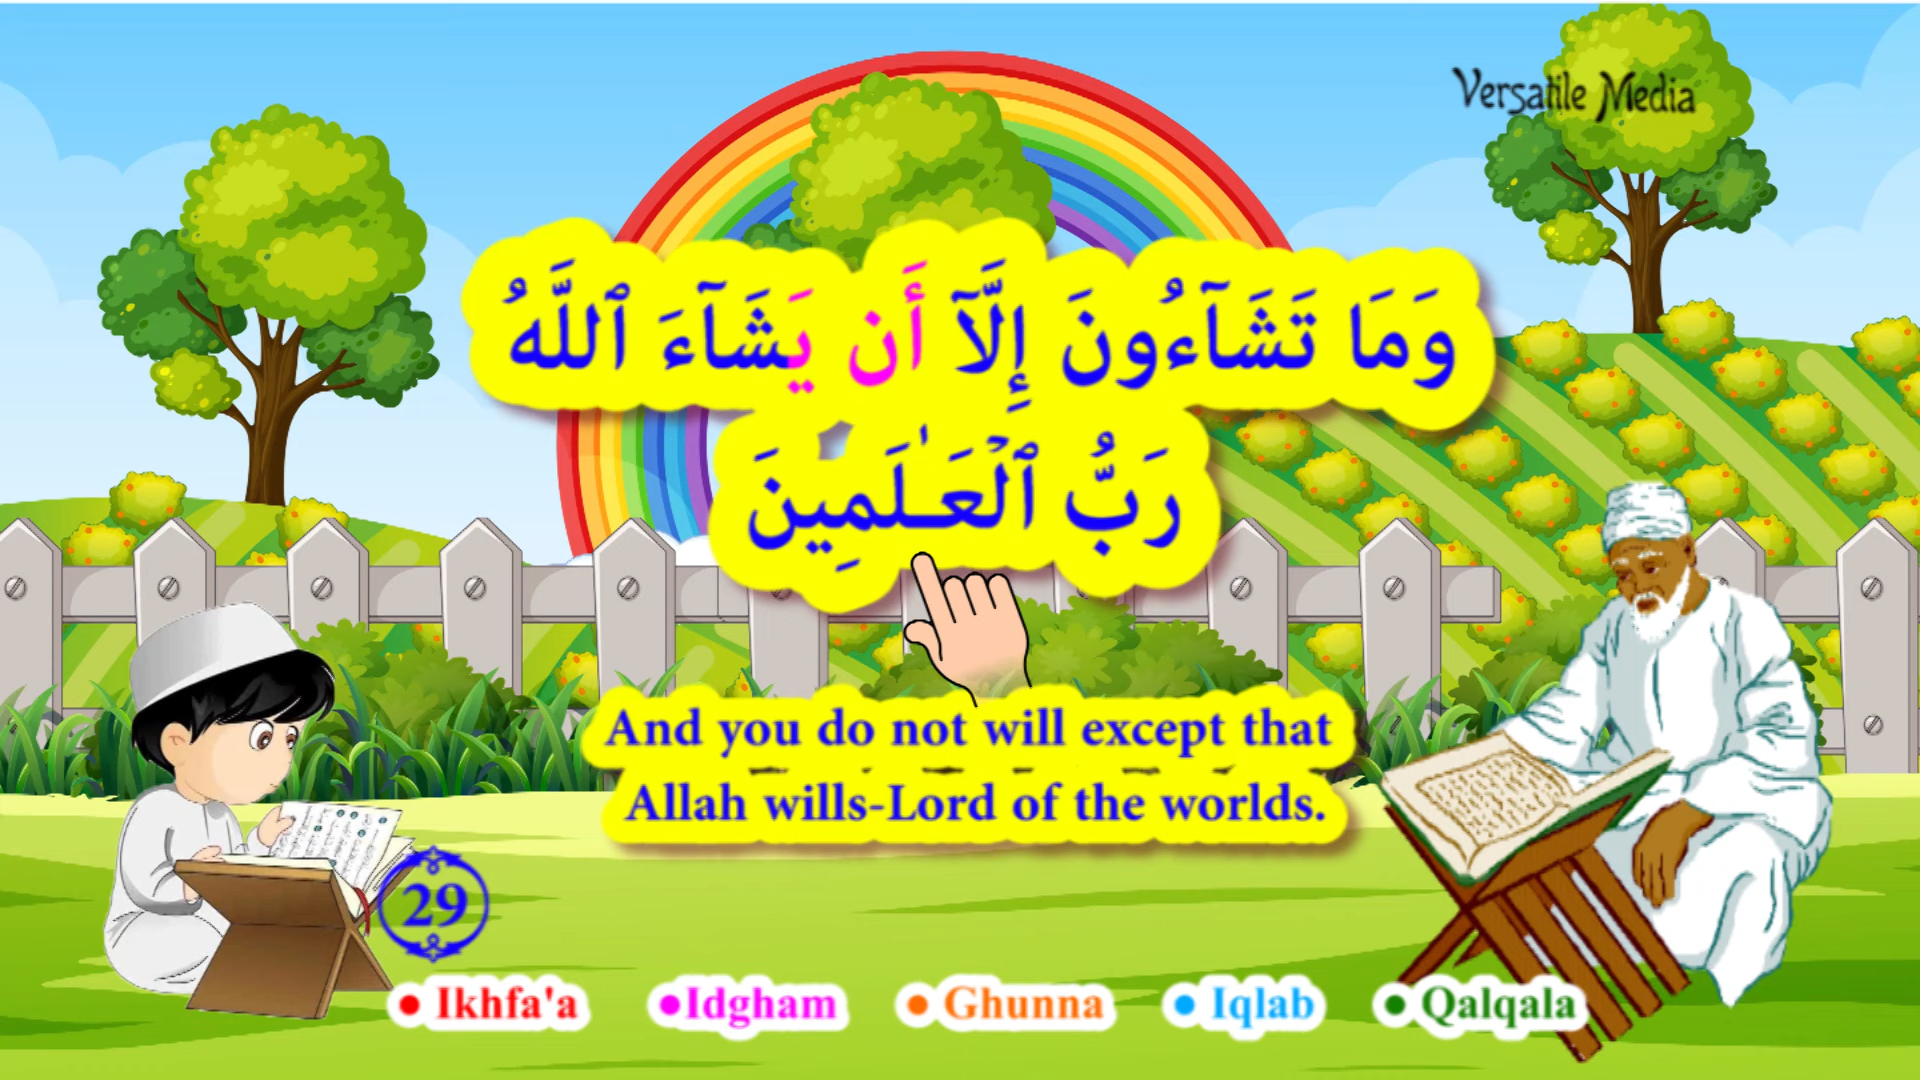 Versatile Media
وَمَا تَشَآءُونَ إِلَّآ أَن يَشَآءَ ٱللَّهُ
رَبُّ ٱلْعَـٰلَمِينَ
And you do not will except that
Allah wills-Lord of the worlds.
29
• Ikhfa'a •Idgham • Ghunna • Iqlab • Qalqala